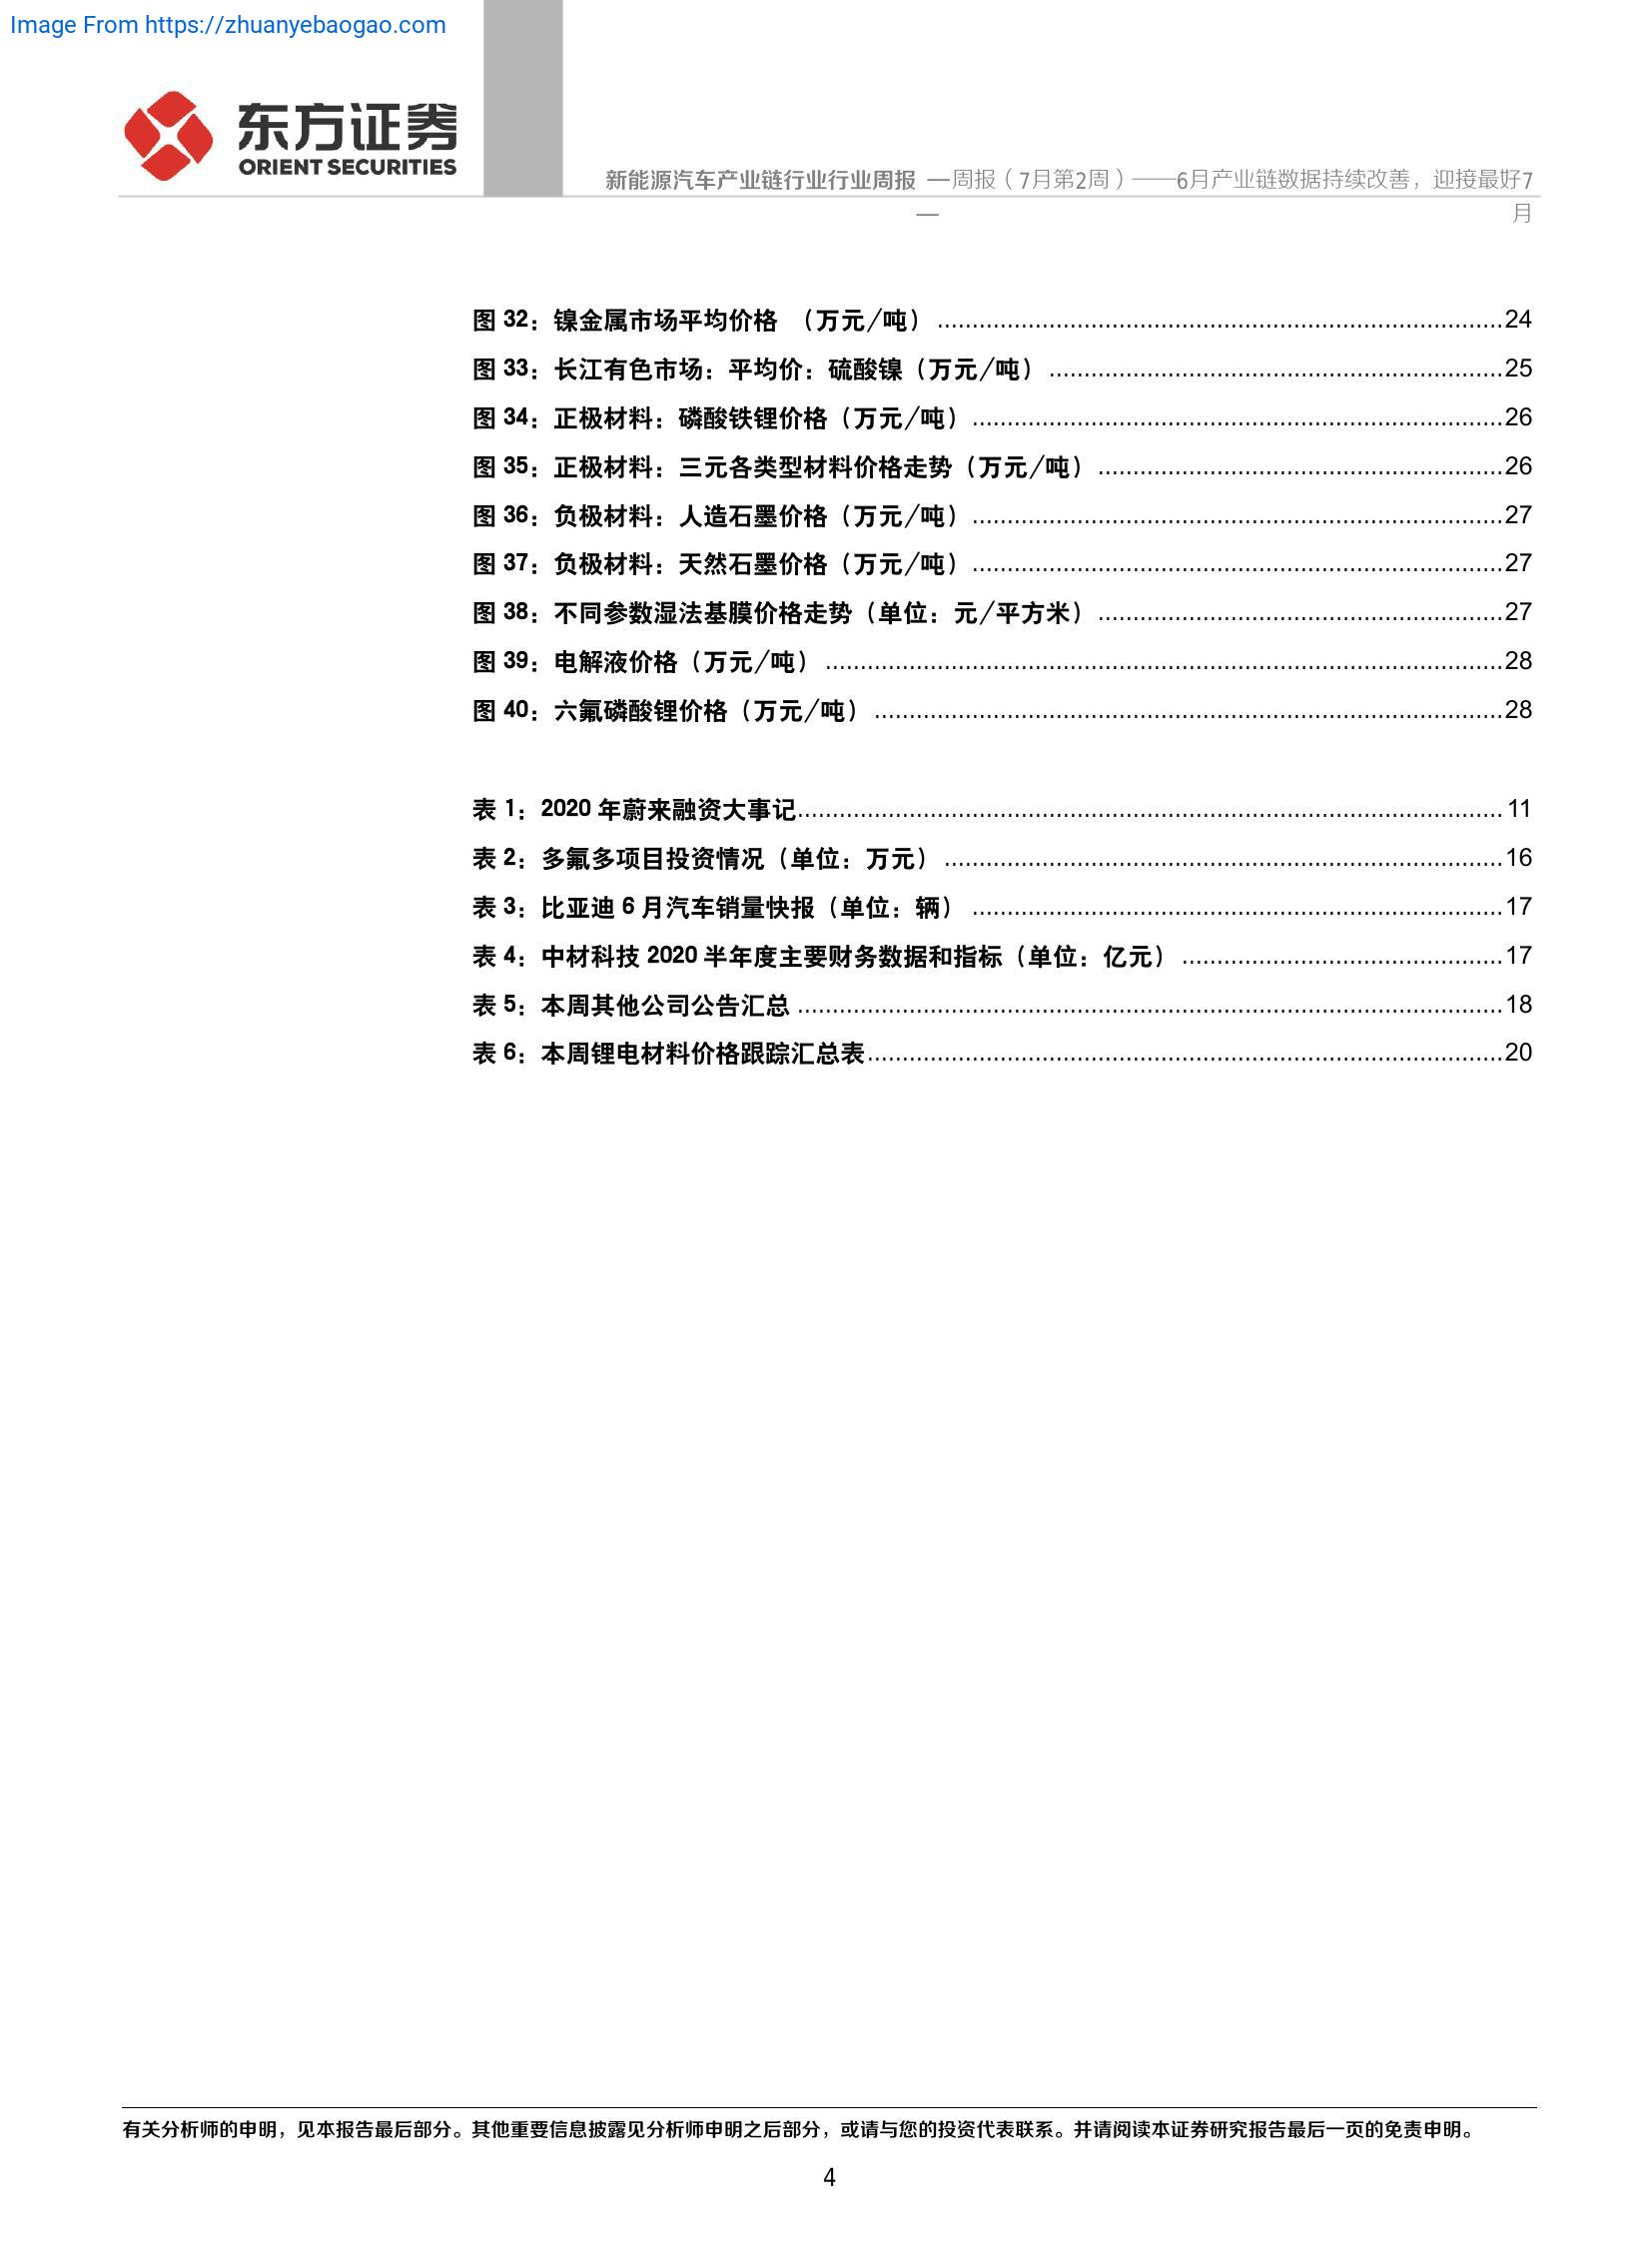 Image From https://zhuanyebaogao.com
东方证券
ORIENT SECURITIES
新能源汽车产业链行业行业周报 —周报（7月第2周）——6月产业链数据持续改善，迎接最好7
— 月
图 32：镍金属市场平均价格 （万元/吨）........24
图 33：长江有色市场：平均价：硫酸镍（万元/吨）........25
图 34：正极材料：磷酸铁锂价格（万元/吨）........26
图 35：正极材料：三元各类型材料价格走势（万元/吨）........26
图 36：负极材料：人造石墨价格（万元/吨）........27
图 37：负极材料：天然石墨价格（万元/吨）........27
图 38：不同参数湿法基膜价格走势（单位：元/平方米）........27
图 39：电解液价格（万元/吨）........28
图 40：六氟磷酸锂价格（万元/吨）........28
表 1：2020 年蔚来融资大事记........11
表 2：多氟多项目投资情况（单位：万元）........16
表 3：比亚迪 6 月汽车销量快报（单位：辆）........17
表 4：中材科技 2020 半年度主要财务数据和指标（单位：亿元）........17
表 5：本周其他公司公告汇总........18
表 6：本周锂电材料价格跟踪汇总表........20
有关分析师的申明，见本报告最后部分。其他重要信息披露见分析师申明之后部分，或请与您的投资代表联系。并请阅读本证券研究报告最后一页的免责申明。
4